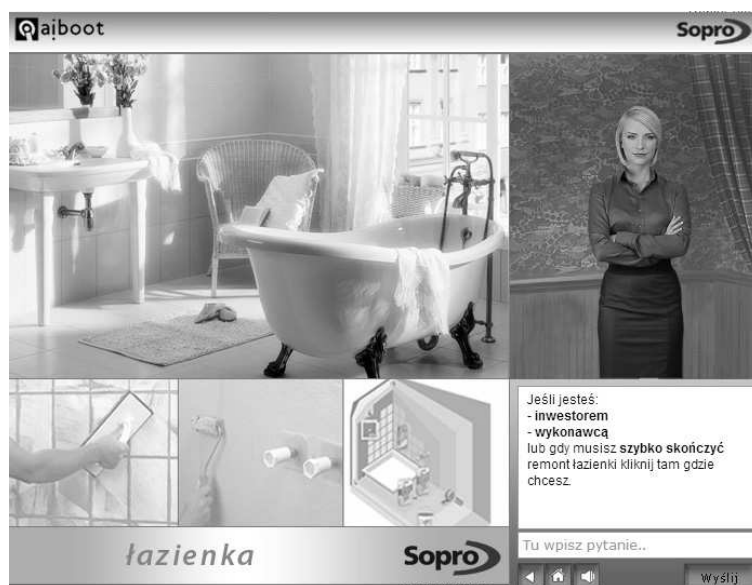 aiboot
Sopro
Jeśli jesteś:
- inwestorem
- wykonawcą
lub gdy musisz szybko skończyć
remont łazienki kliknij tam gdzie
chcesz.
łazienka
Sopro
Tu wpisz pytanie..
Wyślij